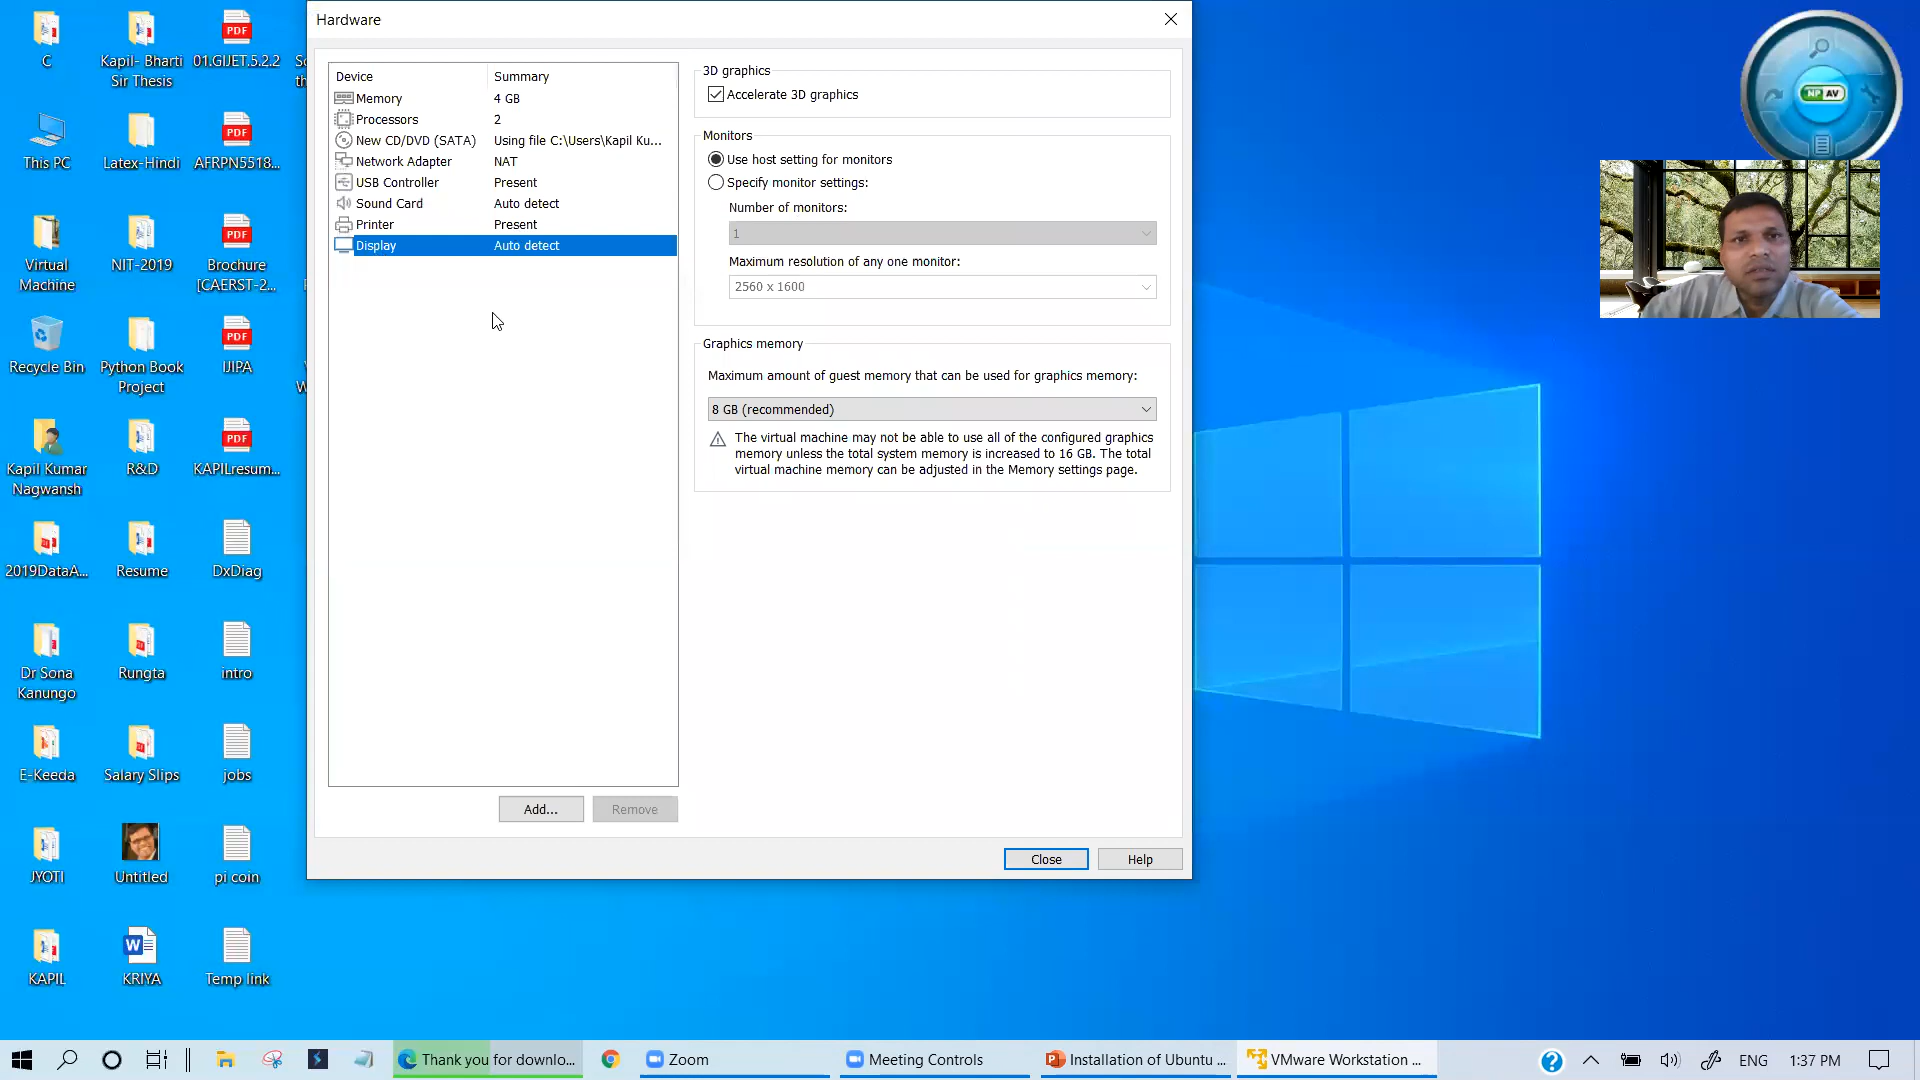 C
Kapil- Bharti
Sir Thesis
01.GIJET.5.2.2
This PC
Latex-Hindi
AFRPN5518...
Virtual
Machine
NIT-2019
Brochure
[CAERST-2...
Recycle Bin
Python Book
Project
IJIPA
Kapil Kumar
Nagwansh
R&D
KAPILresum...
2019DataA...
Resume
DxDiag
Dr Sona
Kanungo
Rungta
intro
E-Keeda
Salary Slips
jobs
JYOTI
Untitled
pi coin
KAPIL
KRIYA
Temp link
PDF
PDF
PDF
PDF
PDF
Hardware
Device Summary
Memory 4 GB
Processors 2
New CD/DVD (SATA) Using file C:\Users\Kapil Ku...
Network Adapter NAT
USB Controller Present
Sound Card Auto detect
Printer Present
Display Auto detect
Add...
Remove
3D graphics
Accelerate 3D graphics
Monitors
Use host setting for monitors
Specify monitor settings:
Number of monitors:
1
Maximum resolution of any one monitor:
2560 x 1600
Graphics memory
Maximum amount of guest memory that can be used for graphics memory:
8 GB (recommended)
The virtual machine may not be able to use all of the configured graphics
memory unless the total system memory is increased to 16 GB. The total
virtual machine memory can be adjusted in the Memory settings page.
Close
Help
NP AV
Thank you for downlo...
Zoom
Meeting Controls
Installation of Ubuntu ...
VMware Workstation ...
ENG
1:37 PM